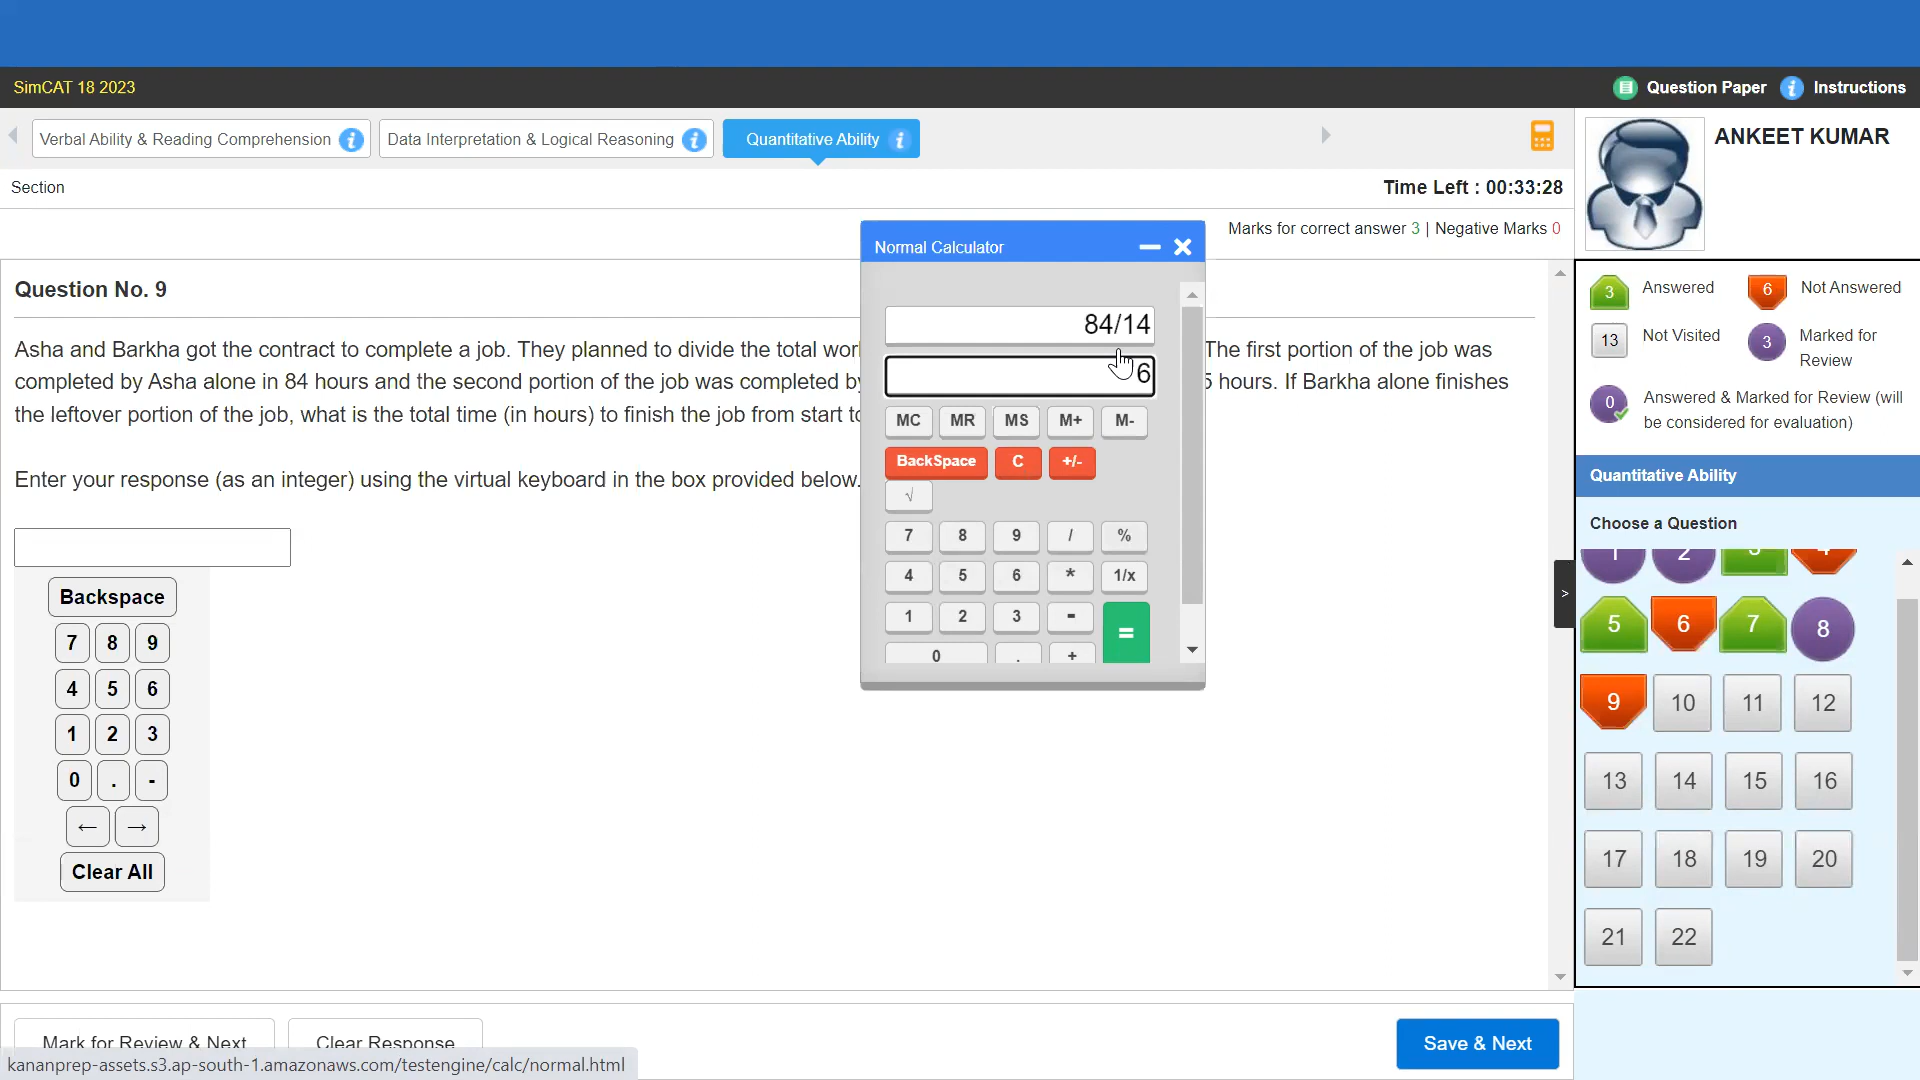 SimCAT 18 2023
Question Paper
Instructions
Verbal Ability & Reading Comprehension
Data Interpretation & Logical Reasoning
Quantitative Ability
ANKEET KUMAR
Section
Time Left : 00:33:28
Marks for correct answer 3 | Negative Marks 0
Normal Calculator
84/14
6
MC MR MS M+ M-
BackSpace C +/-
√
7 8 9 / %
4 5 6 * 1/x
1 2 3 - =
0 . +
Question No. 9
Asha and Barkha got the contract to complete a job. They planned to divide the total The first portion of the job was
completed by Asha alone in 84 hours and the second portion of the job was completed hours. If Barkha alone finishes
the leftover portion of the job, what is the total time (in hours) to finish the job from start
Enter your response (as an integer) using the virtual keyboard in the box provided below.
Backspace
7 8 9
4 5 6
1 2 3
0 . -
← →
Clear All
3 Answered
6 Not Answered
13 Not Visited
3 Marked for
Review
0 Answered & Marked for Review (will
be considered for evaluation)
Quantitative Ability
Choose a Question
1 2 3 4
5 6 7 8
9 10 11 12
13 14 15 16
17 18 19 20
21 22
>
Mark for Review & Next
Clear Response
Save & Next
kananprep-assets.s3.ap-south-1.amazonaws.com/testengine/calc/normal.html